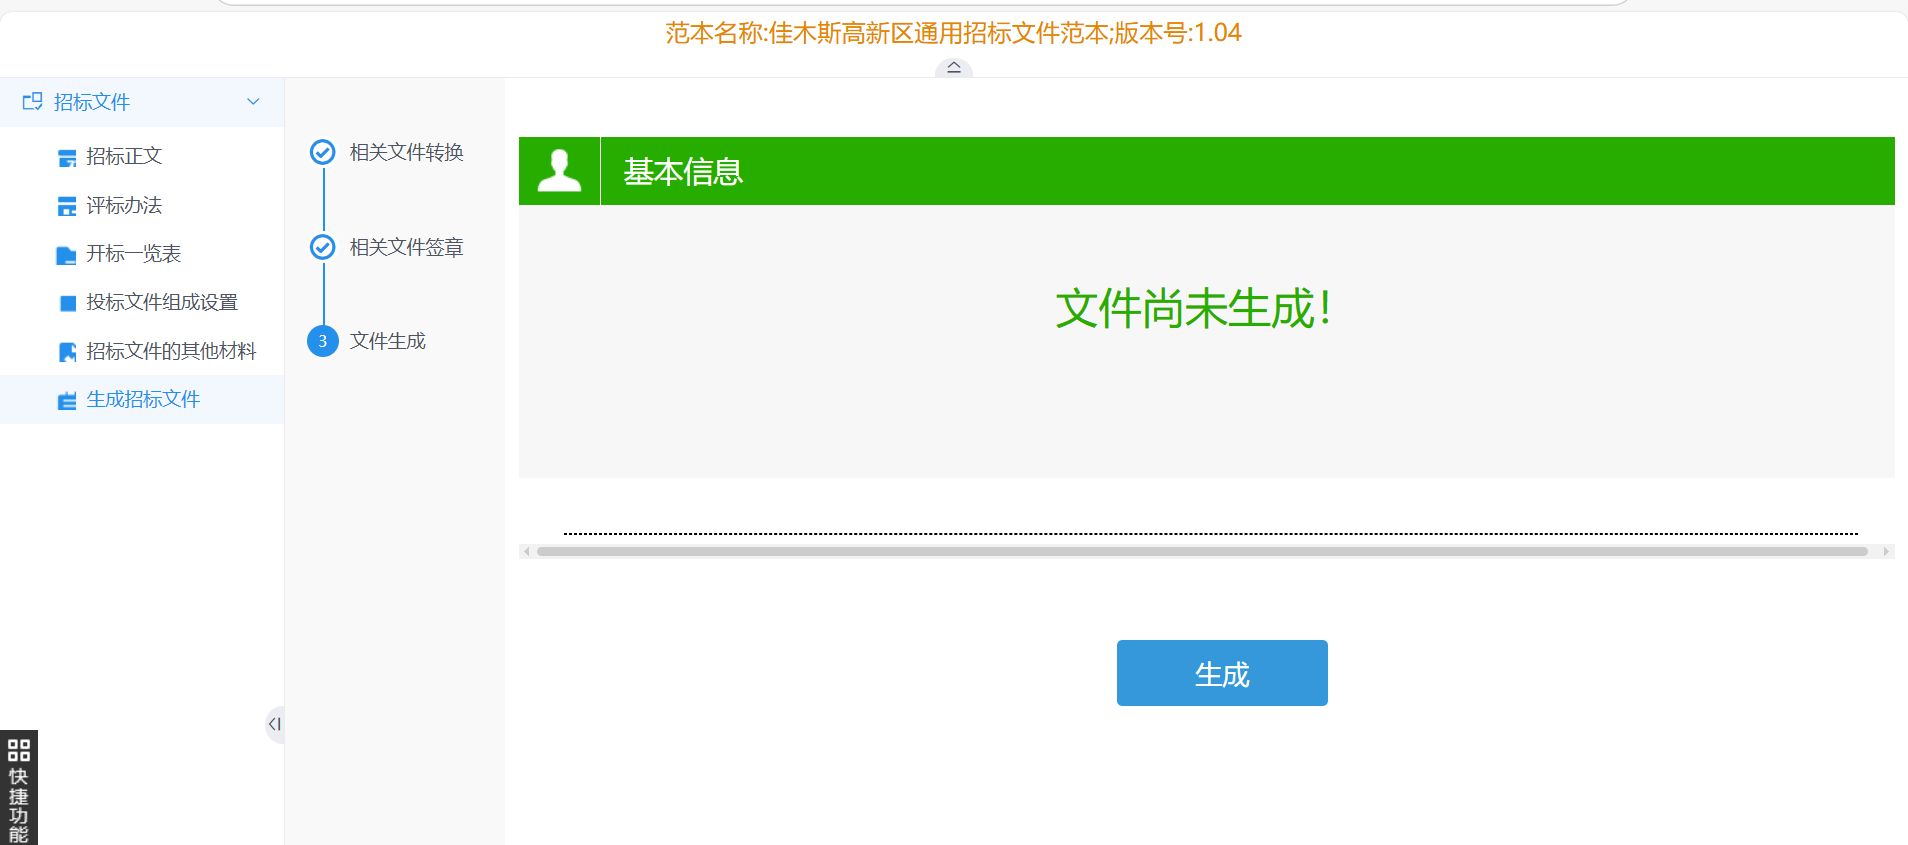 范本名称:佳木斯高新区通用招标文件范本;版本号:1.04
招标文件
招标正文
评标办法
开标一览表
投标文件组成设置
招标文件的其他材料
生成招标文件
相关文件转换
相关文件签章
3 文件生成
基本信息
文件尚未生成！
生成
快捷功能